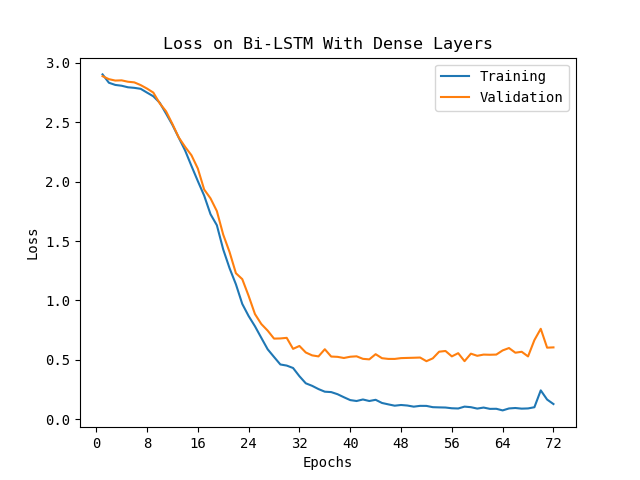 Loss on Bi-LSTM With Dense Layers
Training
Validation
3.0
2.5
2.0
1.5
1.0
0.5
0.0
Loss
0 8 16 24 32 40 48 56 64 72
Epochs